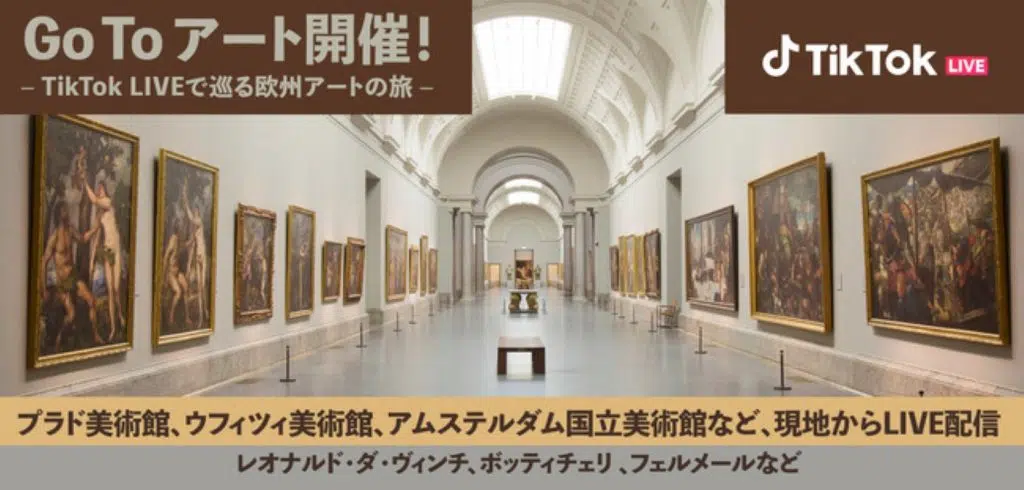 Go To アート開催！
– TikTok LIVEで巡る欧州アートの旅 –
TikTok LIVE
プラド美術館、ウフィツィ美術館、アムステルダム国立美術館など、現地からLIVE配信
レオナルド・ダ・ヴィンチ、ボッティチェリ 、フェルメールなど